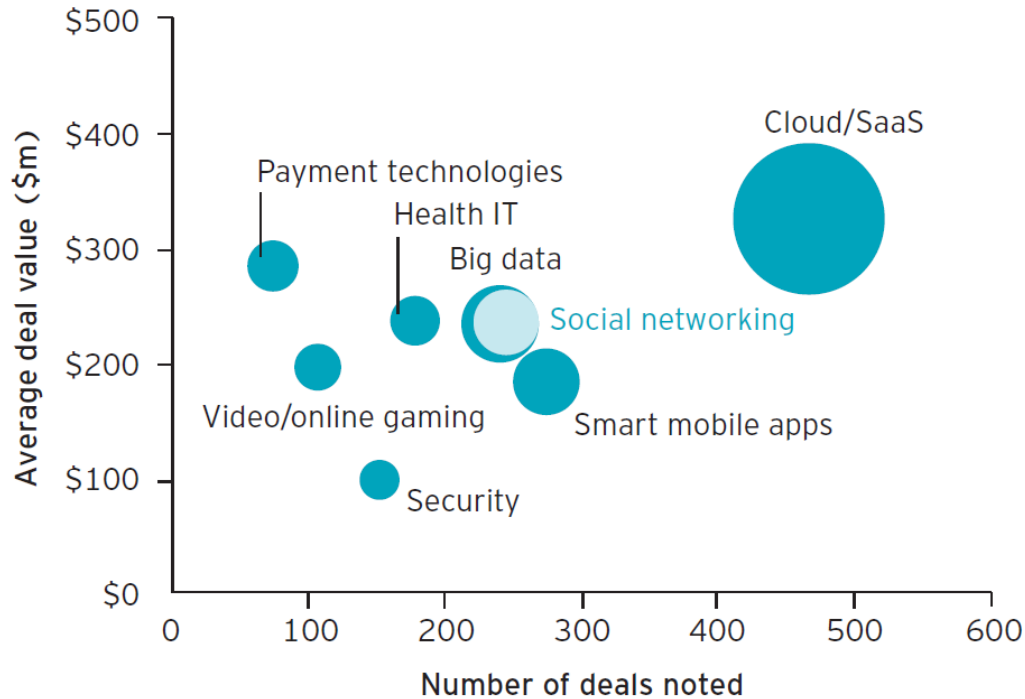 $500
$400
$300
$200
$100
$0
Average deal value ($m)
Cloud/SaaS
Payment technologies
Health IT
Big data
Social networking
Video/online gaming
Smart mobile apps
Security
0 100 200 300 400 500 600
Number of deals noted